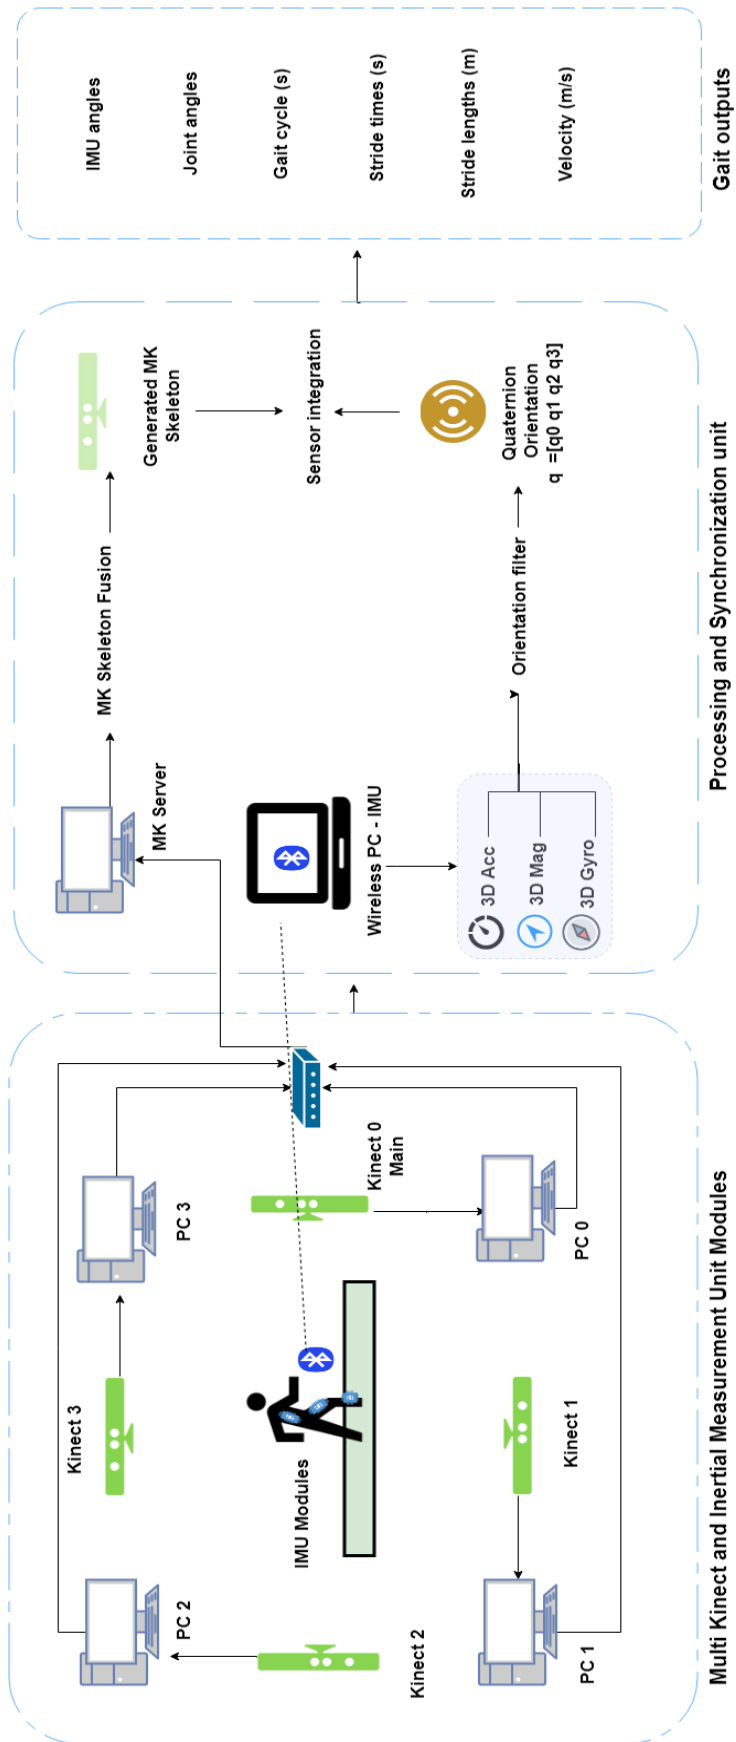 Kinect 3
PC 3
PC 2
Kinect 2
IMU Modules
Kinect 0
Main
Kinect 1
PC 0
PC 1
Multi Kinect and Inertial Measurement Unit Modules
MK Server
MK Skeleton Fusion
Generated MK
Skeleton
Sensor integration
Wireless PC - IMU
3D Acc
3D Mag
3D Gyro
Orientation filter
Quaternion
Orientation
q =[q0 q1 q2 q3]
Processing and Synchronization unit
IMU angles
Joint angles
Gait cycle (s)
Stride times (s)
Stride lengths (m)
Velocity (m/s)
Gait outputs